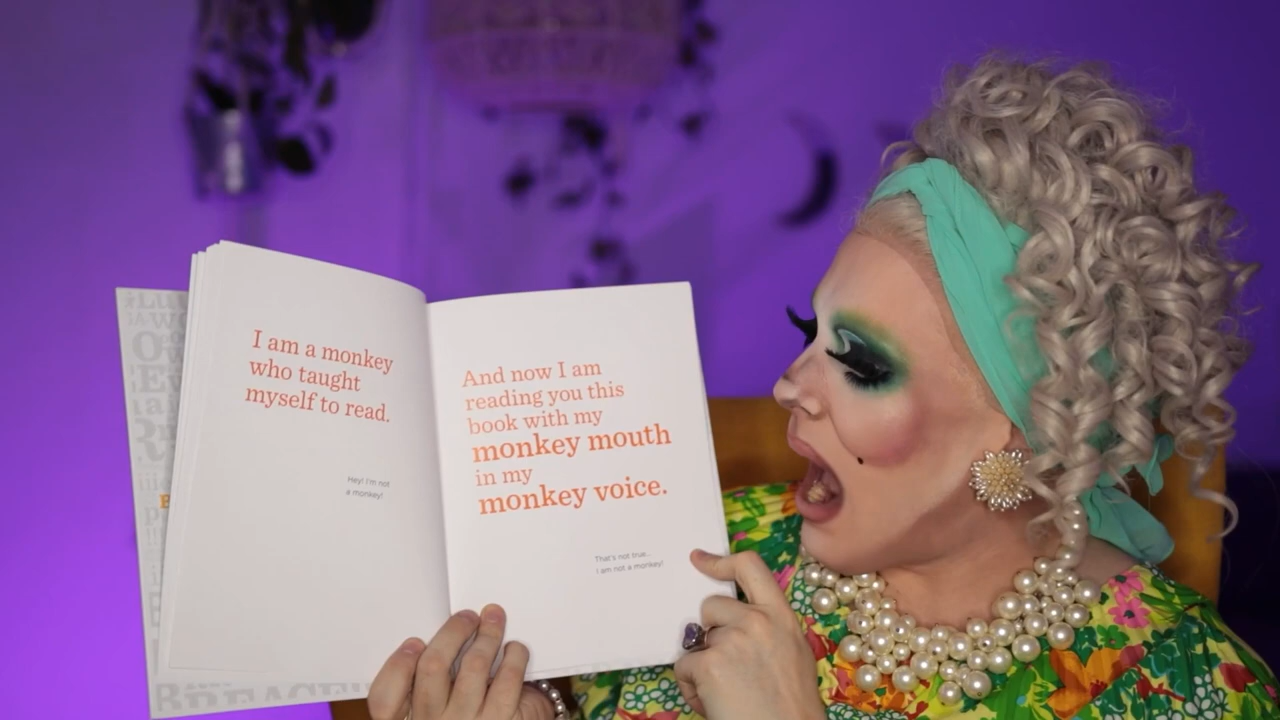 I am a monkey
who taught
myself to read.
Hey! I'm not
a monkey!
And now I am
reading you this
book with my
monkey mouth
in my
monkey voice.
That's not true...
I am not a monkey!